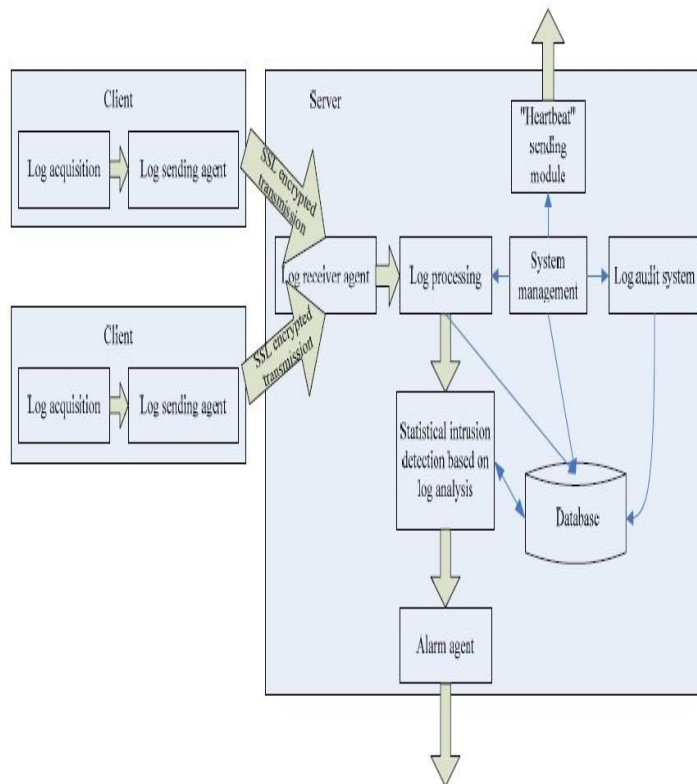 Client
Log acquisition
Log sending agent
SSL encrypted
transmission
Client
Log acquisition
Log sending agent
SSL encrypted
transmission
Server
"Heartbeat"
sending
module
Log receiver agent
Log processing
System
management
Log audit system
Statistical intrusion
detection based on
log analysis
Database
Alarm agent